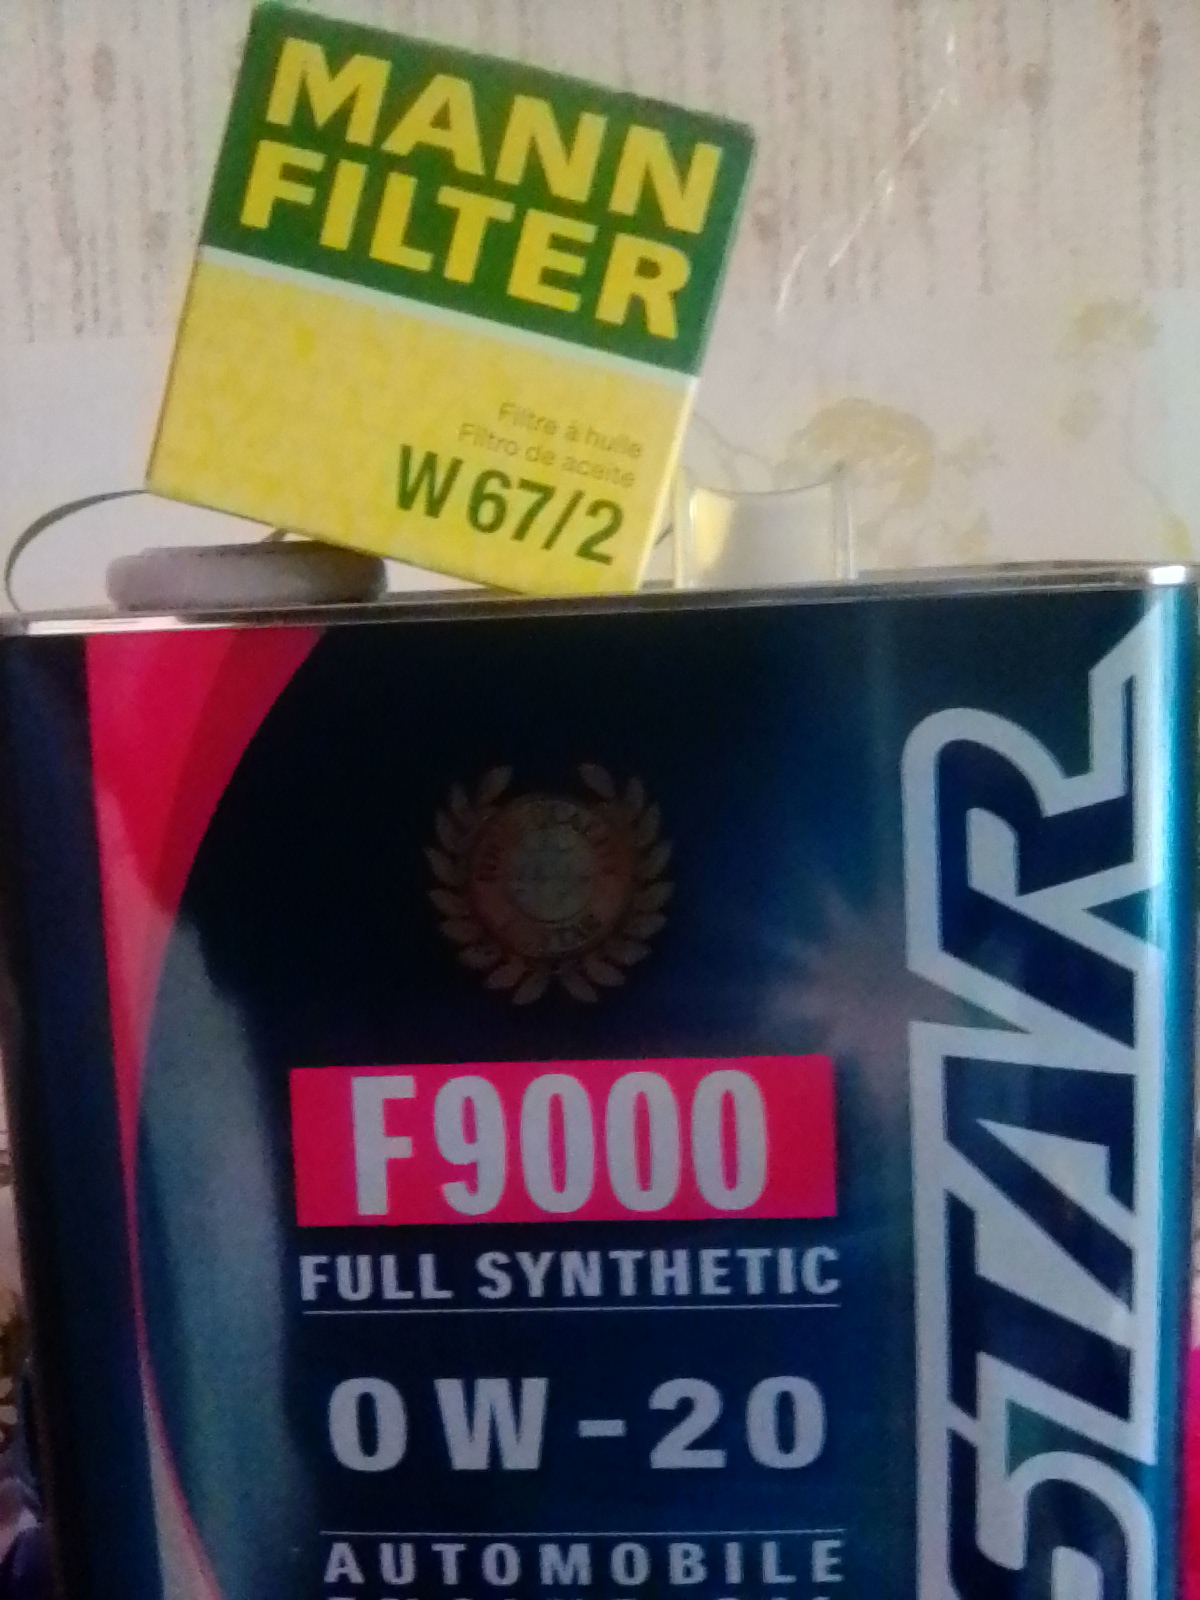 MANN
FILTER
Filtre à huile
Filtro de aceite
W 67/2
F9000
FULL SYNTHETIC
0W-20
AUTOMOBILE
STAR